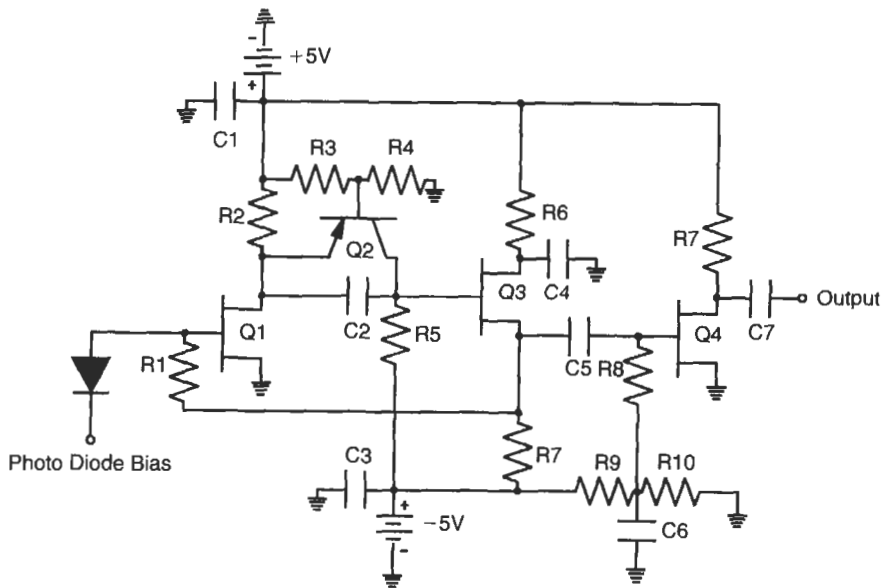 -
+5V
+
C1
R3
R4
R2
R6
R7
Q2
Q3
C4
Output
Q1
C2
R5
Q4
C7
R1
C5
R8
Photo Diode Bias
C3
R7
R9
R10
+
-5V
C6
-